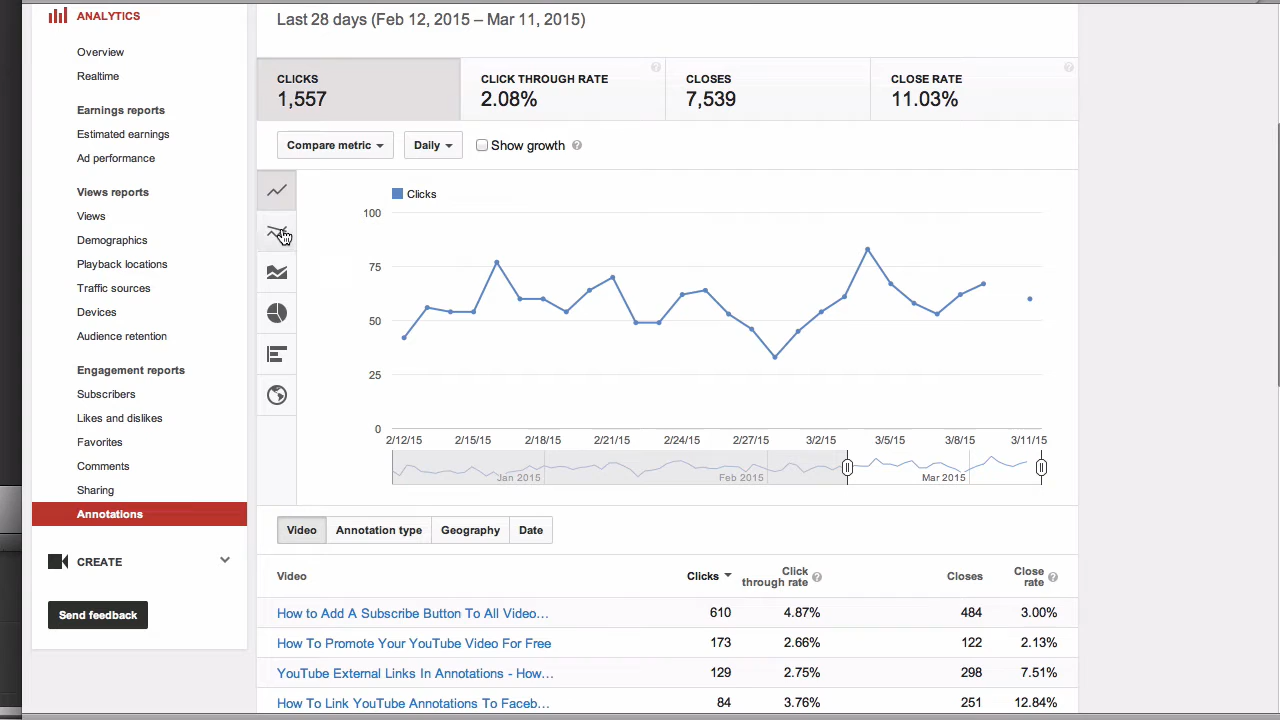 ANALYTICS
Overview
Realtime
Earnings reports
Estimated earnings
Ad performance
Views reports
Views
Demographics
Playback locations
Traffic sources
Devices
Audience retention
Engagement reports
Subscribers
Likes and dislikes
Favorites
Comments
Sharing
Annotations
CREATE
Send feedback
Last 28 days (Feb 12, 2015 – Mar 11, 2015)
CLICKS CLICK THROUGH RATE ? CLOSES CLOSE RATE ?
1,557 2.08% 7,539 11.03%
Compare metric Daily Show growth ?
Clicks
100
75
50
25
0
2/12/15 2/15/15 2/18/15 2/21/15 2/24/15 2/27/15 3/2/15 3/5/15 3/8/15 3/11/15
Jan 2015 Feb 2015 Mar 2015
Video Annotation type Geography Date
Video Clicks Click through rate ? Closes Close rate ?
How to Add A Subscribe Button To All Video... 610 4.87% 484 3.00%
How To Promote Your YouTube Video For Free 173 2.66% 122 2.13%
YouTube External Links In Annotations - How... 129 2.75% 298 7.51%
How To Link YouTube Annotations To Faceb... 84 3.76% 251 12.84%